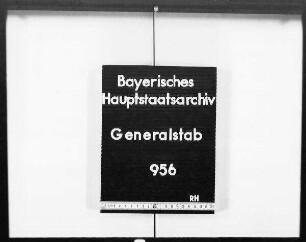 Bayerisches
Hauptstaatsarchiv
Generalstab
956
RH